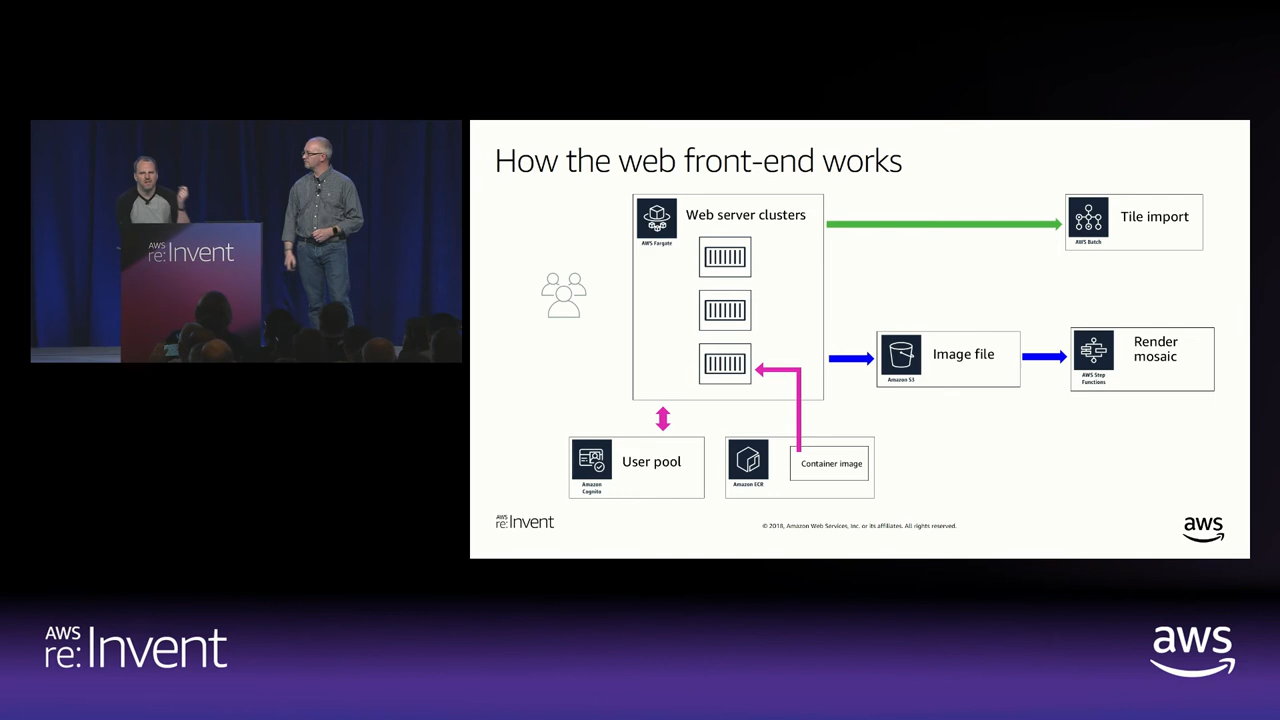 AWS
re:Invent
How the web front-end works
AWS Fargate
Web server clusters
AWS Batch
Tile import
Amazon S3
Image file
AWS Step
Functions
Render
mosaic
Amazon
Cognito
User pool
Amazon ECR
Container image
AWS
re:Invent
© 2018, Amazon Web Services, Inc. or its affiliates. All rights reserved.
aws
AWS
re:Invent
aws